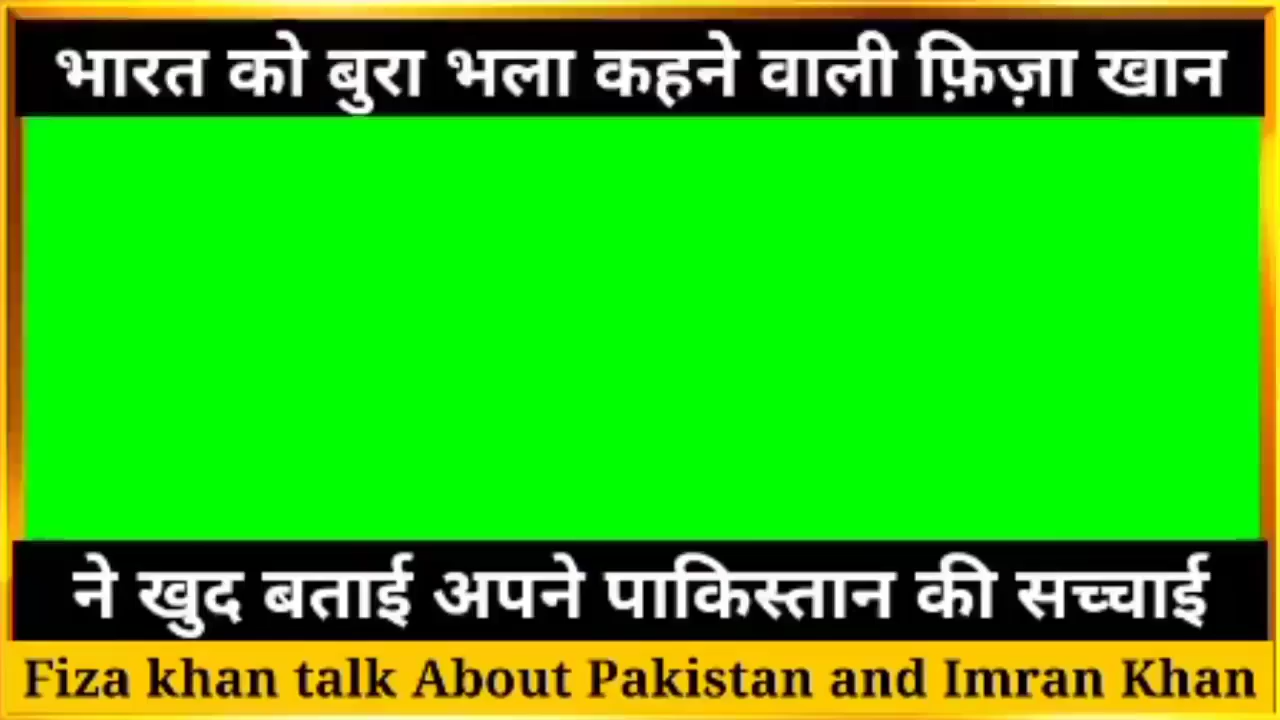 भारत को बुरा भला कहने वाली फ़िज़ा खान
ने खुद बताई अपने पाकिस्तान की सच्चाई
Fiza khan talk About Pakistan and Imran Khan